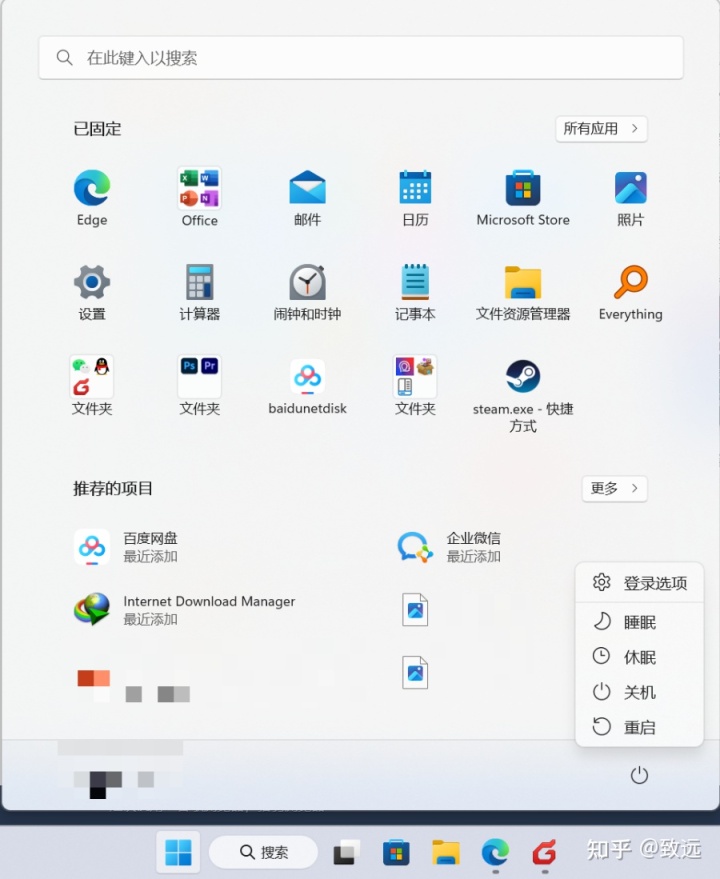 在此键入以搜索
已固定
所有应用
Edge
Office
邮件
日历
Microsoft Store
照片
设置
计算器
闹钟和时钟
记事本
文件资源管理器
Everything
Ps Pr
文件夹
文件夹
baidunetdisk
文件夹
steam.exe - 快捷
方式
推荐的项目
更多
百度网盘
最近添加
企业微信
最近添加
Internet Download Manager
最近添加
登录选项
睡眠
休眠
关机
重启
搜索
知乎 @致远